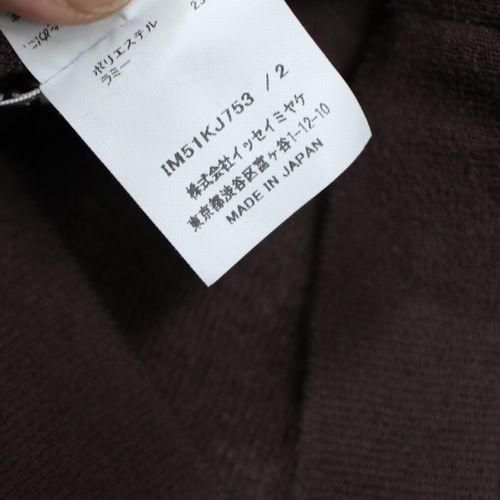 ポリエステル
ラミー
IM51KJ753 / 2
株式会社イッセイミヤケ
東京都渋谷区富ヶ谷1-12-10
MADE IN JAPAN